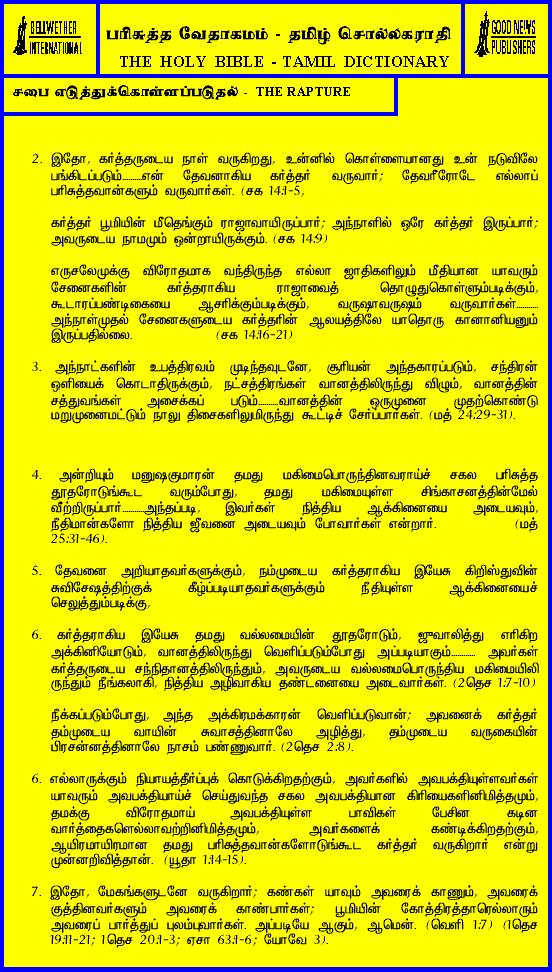 BELLWETHER
INTERNATIONAL
பரிசுத்த வேதாகமம் - தமிழ் சொல்லகராதி
THE HOLY BIBLE - TAMIL DICTIONARY
GOOD NEWS
PUBLISHERS
சபை எடுத்துக்கொள்ளப்படுதல் - THE RAPTURE
2. இதோ, கர்த்தருடைய நாள் வருகிறது, உன்னில் கொள்ளையானது உன் நடுவிலே
பங்கிடப்படும்.........என் தேவனாகிய கர்த்தர் வருவார்; தேவரீரோடே எல்லாப்
பரிசுத்தவான்களும் வருவார்கள். (சக 14:1-5,
கர்த்தர் பூமியின் மீதெங்கும் ராஜாவாயிருப்பார்; அந்நாளில் ஒரே கர்த்தர் இருப்பார்;
அவருடைய நாமமும் ஒன்றாயிருக்கும். (சக 14:9)
எருசலேமுக்கு விரோதமாக வந்திருந்த எல்லா ஜாதிகளிலும் மீதியான யாவரும்
சேனைகளின் கர்த்தராகிய ராஜாவைத் தொழுதுகொள்ளும்படிக்கும்,
கூடாரப்பண்டிகையை ஆசரிக்கும்படிக்கும், வருஷாவருஷம் வருவார்கள்..........
அந்நாள்முதல் சேனைகளுடைய கர்த்தரின் ஆலயத்திலே யாதொரு கானானியனும்
இருப்பதில்லை. (சக 14:16-21)
3. அந்நாட்களின் உபத்திரவம் முடிந்தவுடனே, சூரியன் அந்தகாரப்படும், சந்திரன்
ஒளியைக் கொடாதிருக்கும், நட்சத்திரங்கள் வானத்திலிருந்து விழும், வானத்தின்
சத்துவங்கள் அசைக்கப் படும்.........வானத்தின் ஒருமுனை முதற்கொண்டு
மறுமுனைமட்டும் நாலு திசைகளிலுமிருந்து கூட்டிச் சேர்ப்பார்கள். (மத் 24:29-31).
4. அன்றியும் மனுஷகுமாரன் தமது மகிமைபொருந்தினவராய்ச் சகல பரிசுத்த
தூதரோடுங்கூட வரும்போது, தமது மகிமையுள்ள சிங்காசனத்தின்மேல்
வீற்றிருப்பார்..........அந்தப்படி, இவர்கள் நித்திய ஆக்கினையை அடையவும்,
நீதிமான்களோ நித்திய ஜீவனை அடையவும் போவார்கள் என்றார். (மத்
25:31-46).
5. தேவனை அறியாதவர்களுக்கும், நம்முடைய கர்த்தராகிய இயேசு கிறிஸ்துவின்
சுவிசேஷத்திற்குக் கீழ்ப்படியாதவர்களுக்கும் நீதியுள்ள ஆக்கினையைச்
செலுத்தும்படிக்கு,
6. கர்த்தராகிய இயேசு தமது வல்லமையின் தூதரோடும், ஜுவாலித்து எரிகிற
அக்கினியோடும், வானத்திலிருந்து வெளிப்படும்போது அப்படியாகும்........... அவர்கள்
கர்த்தருடைய சந்நிதானத்திலிருந்தும், அவருடைய வல்லமைபொருந்திய மகிமையிலி
ருந்தும் நீங்கலாகி, நித்திய அழிவாகிய தண்டனையை அடைவார்கள். (2தெச 1:7-10)
நீக்கப்படும்போது, அந்த அக்கிரமக்காரன் வெளிப்படுவான்; அவனைக் கர்த்தர்
தம்முடைய வாயின் சுவாசத்தினாலே அழித்து, தம்முடைய வருகையின்
பிரசன்னத்தினாலே நாசம் பண்ணுவார். (2தெச 2:8).
6. எல்லாருக்கும் நியாயத்தீர்ப்புக் கொடுக்கிறதற்கும், அவர்களில் அவபக்தியுள்ளவர்கள்
யாவரும் அவபக்தியாய்ச் செய்துவந்த சகல அவபக்தியான கிரியைகளினிமித்தமும்,
தமக்கு விரோதமாய் அவபக்தியுள்ள பாவிகள் பேசின கடின
வார்த்தைகளெல்லாவற்றினிமித்தமும், அவர்களைக் கண்டிக்கிறதற்கும்,
ஆயிரமாயிரமான தமது பரிசுத்தவான்களோடுங்கூட கர்த்தர் வருகிறார் என்று
முன்னறிவித்தான். (யூதா 1:14-15).
7. இதோ, மேகங்களுடனே வருகிறார்; கண்கள் யாவும் அவரைக் காணும், அவரைக்
குத்தினவர்களும் அவரைக் காண்பார்கள்; பூமியின் கோத்திரத்தாரெல்லாரும்
அவரைப் பார்த்துப் புலம்புவார்கள். அப்படியே ஆகும், ஆமென். (வெளி 1:7) (1தெச
19:11-21; 1தெச 20:1-3; ஏசா 63:1-6; யோவே 3).